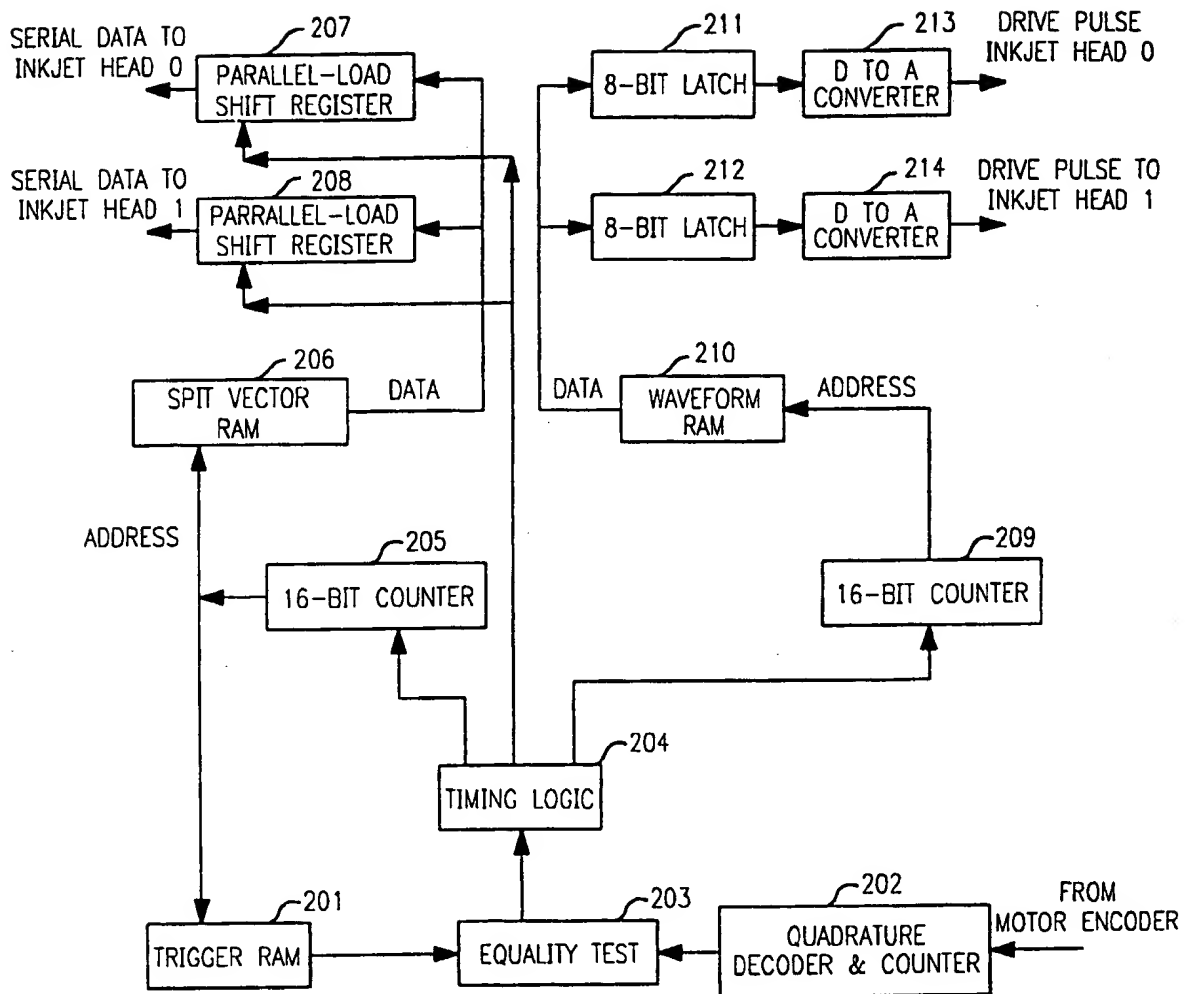 207
211
213
DRIVE PULSE
INKJET HEAD 0
SERIAL DATA TO
INKJET HEAD 0
PARALLEL-LOAD
SHIFT REGISTER
8-BIT LATCH
D TO A
CONVERTER
208
212
214
DRIVE PULSE TO
INKJET HEAD 1
SERIAL DATA TO
INKJET HEAD 1
PARRALLEL-LOAD
SHIFT REGISTER
8-BIT LATCH
D TO A
CONVERTER
206
SPIT VECTOR
RAM
DATA
DATA
210
WAVEFORM
RAM
ADDRESS
ADDRESS
205
16-BIT COUNTER
209
16-BIT COUNTER
204
TIMING LOGIC
201
TRIGGER RAM
203
EQUALITY TEST
202
QUADRATURE
DECODER & COUNTER
FROM
MOTOR ENCODER